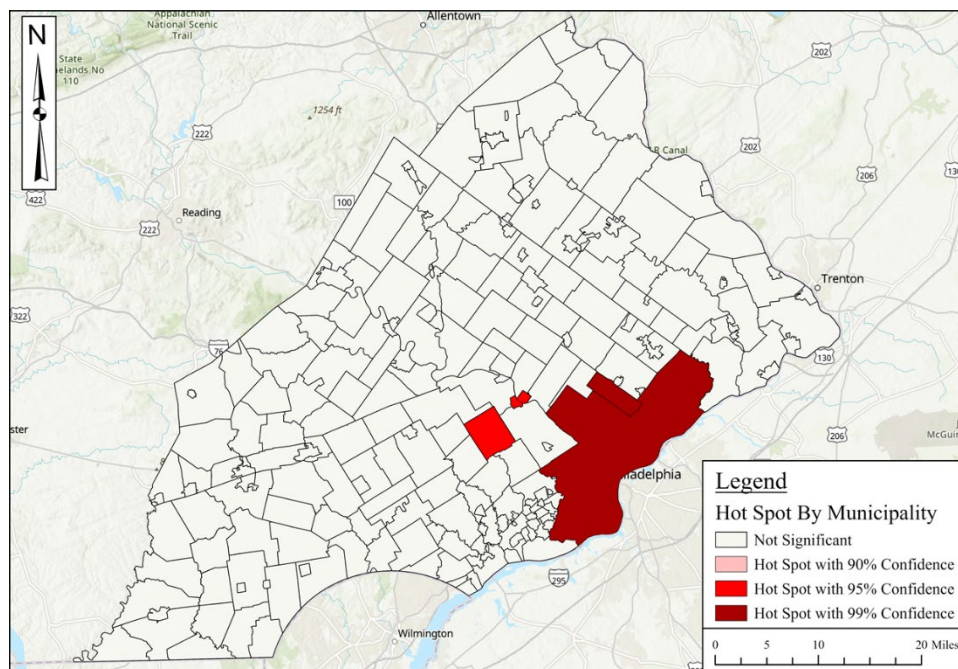 Appalachian
National Scenic
Trail
Allentown
N
State
elands No
110
1254 ft
202
222
R Canal
202
206
130
422
Reading
100
222
Trenton
322
76
130
ster
206
McGuir
iladelphia
295
Wilmington
Legend
Hot Spot By Municipality
Not Significant
Hot Spot with 90% Confidence
Hot Spot with 95% Confidence
Hot Spot with 99% Confidence
0 5 10 20 Miles